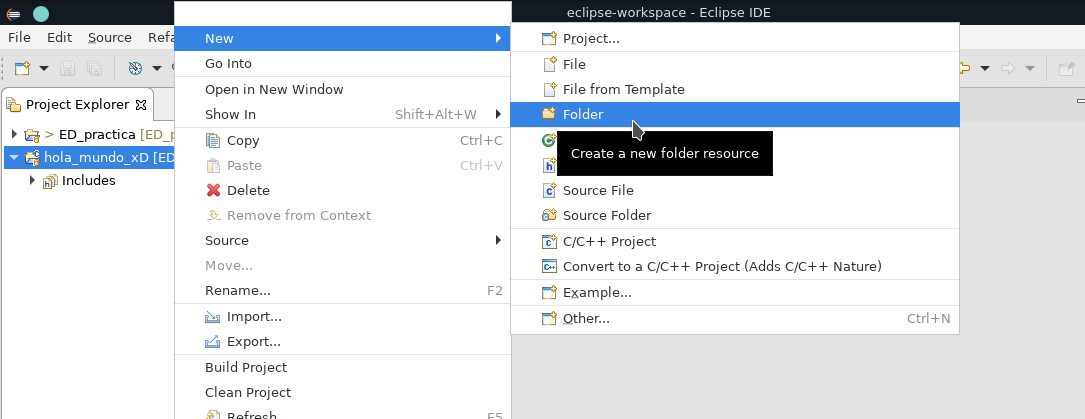 eclipse-workspace - Eclipse IDE
File Edit Source Refa
New
Go Into
Open in New Window
Show In Shift+Alt+W
Copy Ctrl+C
Paste Ctrl+V
Delete
Remove from Context
Source
Move...
Rename... F2
Import...
Export...
Build Project
Clean Project
Refresh F5
Project Explorer
> ED_practica [ED_p
hola_mundo_xD [ED
Includes
Project...
File
File from Template
Folder
Create a new folder resource
Source File
Source Folder
C/C++ Project
Convert to a C/C++ Project (Adds C/C++ Nature)
Example...
Other... Ctrl+N